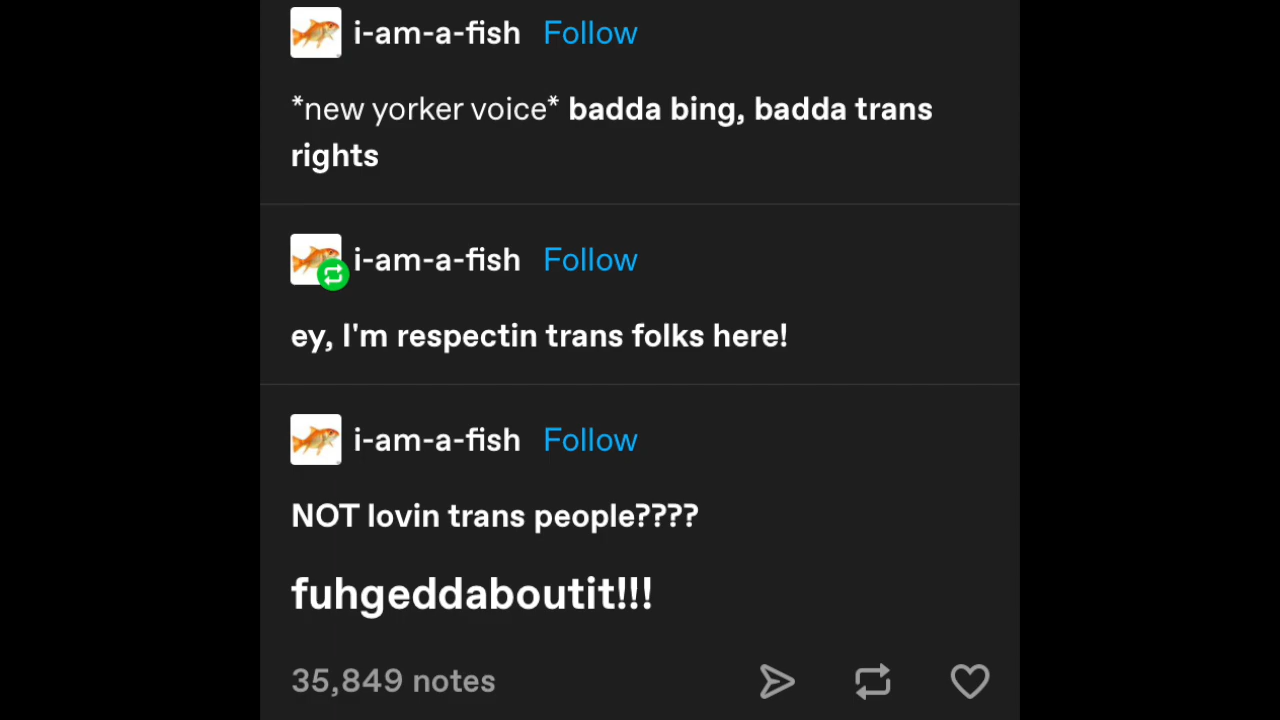 i-am-a-fish Follow
*new yorker voice* badda bing, badda trans
rights
i-am-a-fish Follow
ey, I'm respectin trans folks here!
i-am-a-fish Follow
NOT lovin trans people????
fuhgeddaboutit!!!
35,849 notes